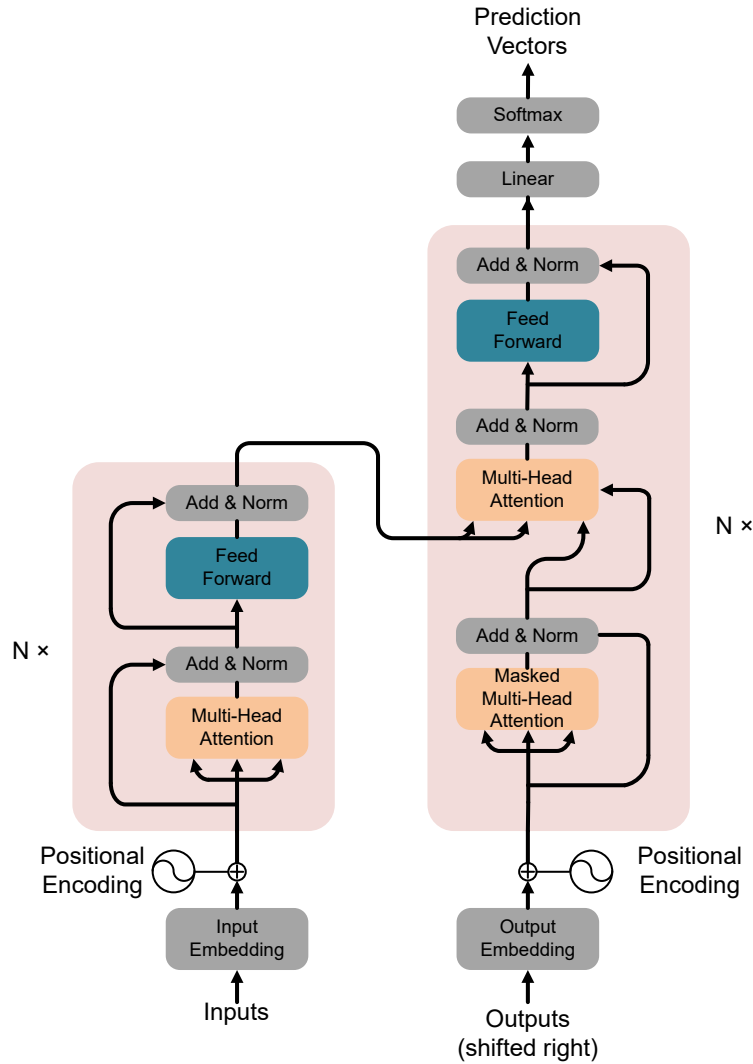 Prediction
Vectors
Softmax
Linear
Add & Norm
Feed
Forward
Add & Norm
Multi-Head
Attention
N ×
Add & Norm
Masked
Multi-Head
Attention
Add & Norm
Feed
Forward
N ×
Add & Norm
Multi-Head
Attention
Positional
Encoding
Positional
Encoding
Input
Embedding
Output
Embedding
Inputs
Outputs
(shifted right)